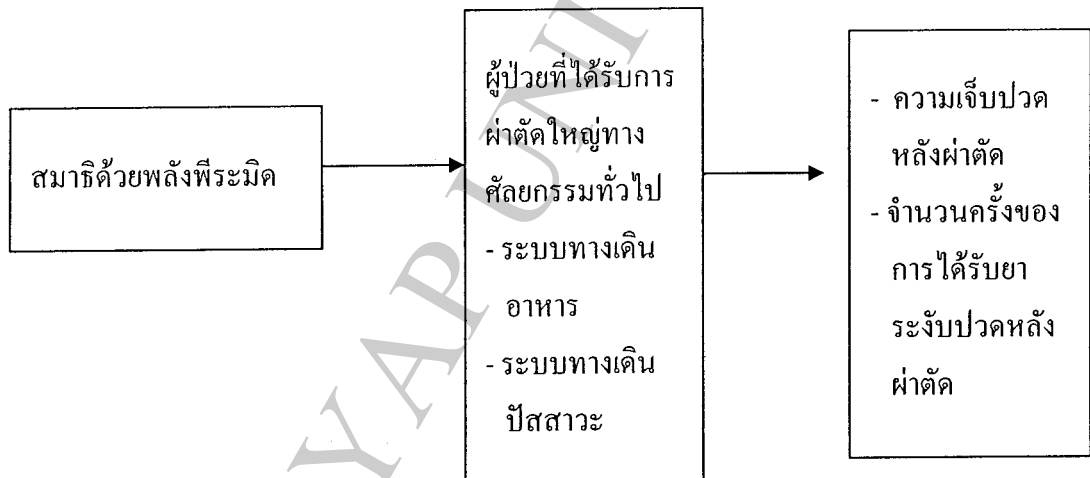 สมาธิด้วยพลังพีระมิด
ผู้ป่วยที่ได้รับการ
ผ่าตัดใหญ่ทาง
ศัลยกรรมทั่วไป
- ระบบทางเดิน
อาหาร
- ระบบทางเดิน
ปัสสาวะ
- ความเจ็บปวด
หลังผ่าตัด
- จำนวนครั้งของ
การได้รับยา
ระงับปวดหลัง
ผ่าตัด
YAP UNI